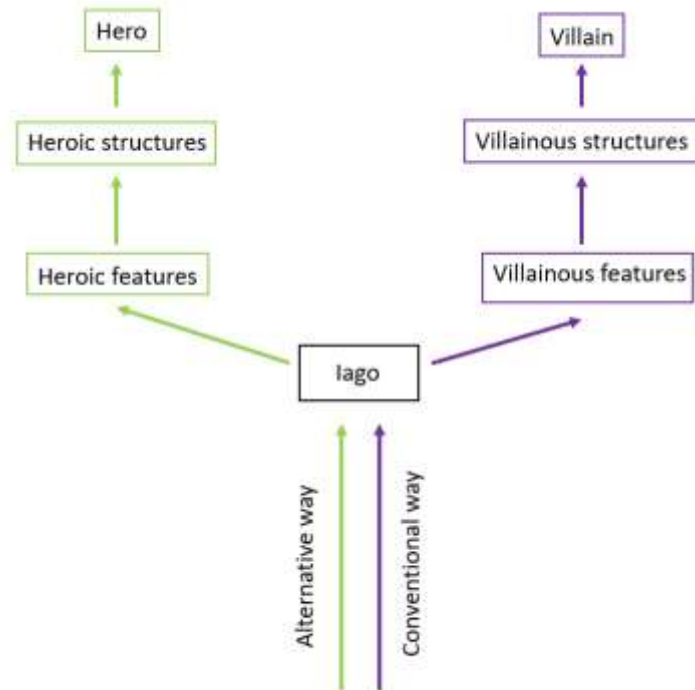 Hero
Villain
Heroic structures
Villainous structures
Heroic features
Villainous features
Iago
Alternative way
Conventional way